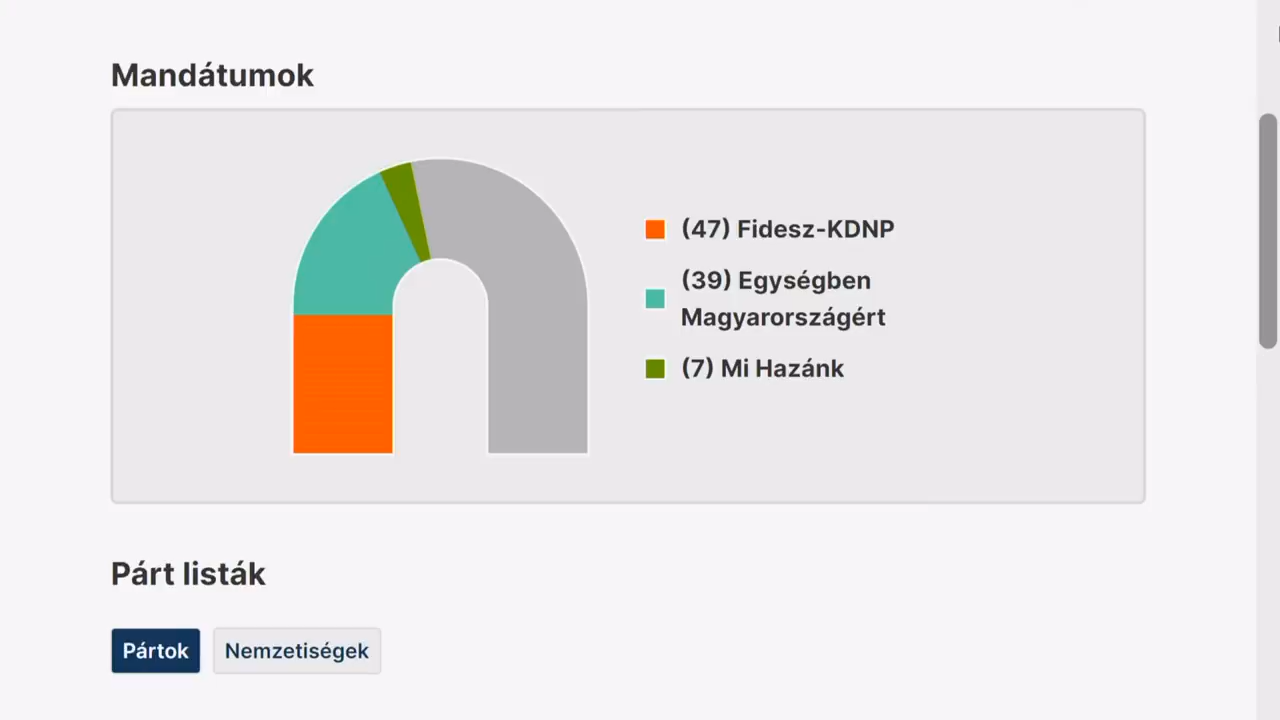 Mandátumok
(47) Fidesz-KDNP
(39) Egységben
Magyarországért
(7) Mi Hazánk
Párt listák
Pártok
Nemzetiségek